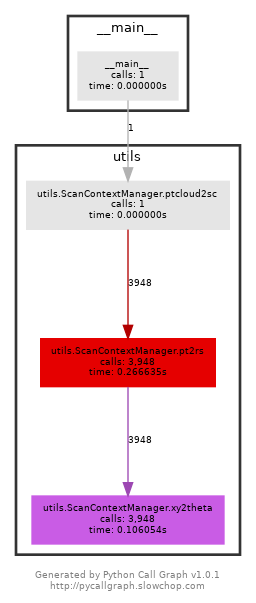 __main__
__main__
calls: 1
time: 0.000000s
1
utils
utils.ScanContextManager.ptcloud2sc
calls: 1
time: 0.000000s
3948
utils.ScanContextManager.pt2rs
calls: 3,948
time: 0.266635s
3948
utils.ScanContextManager.xy2theta
calls: 3,948
time: 0.106054s
Generated by Python Call Graph v1.0.1
http://pycallgraph.slowchop.com